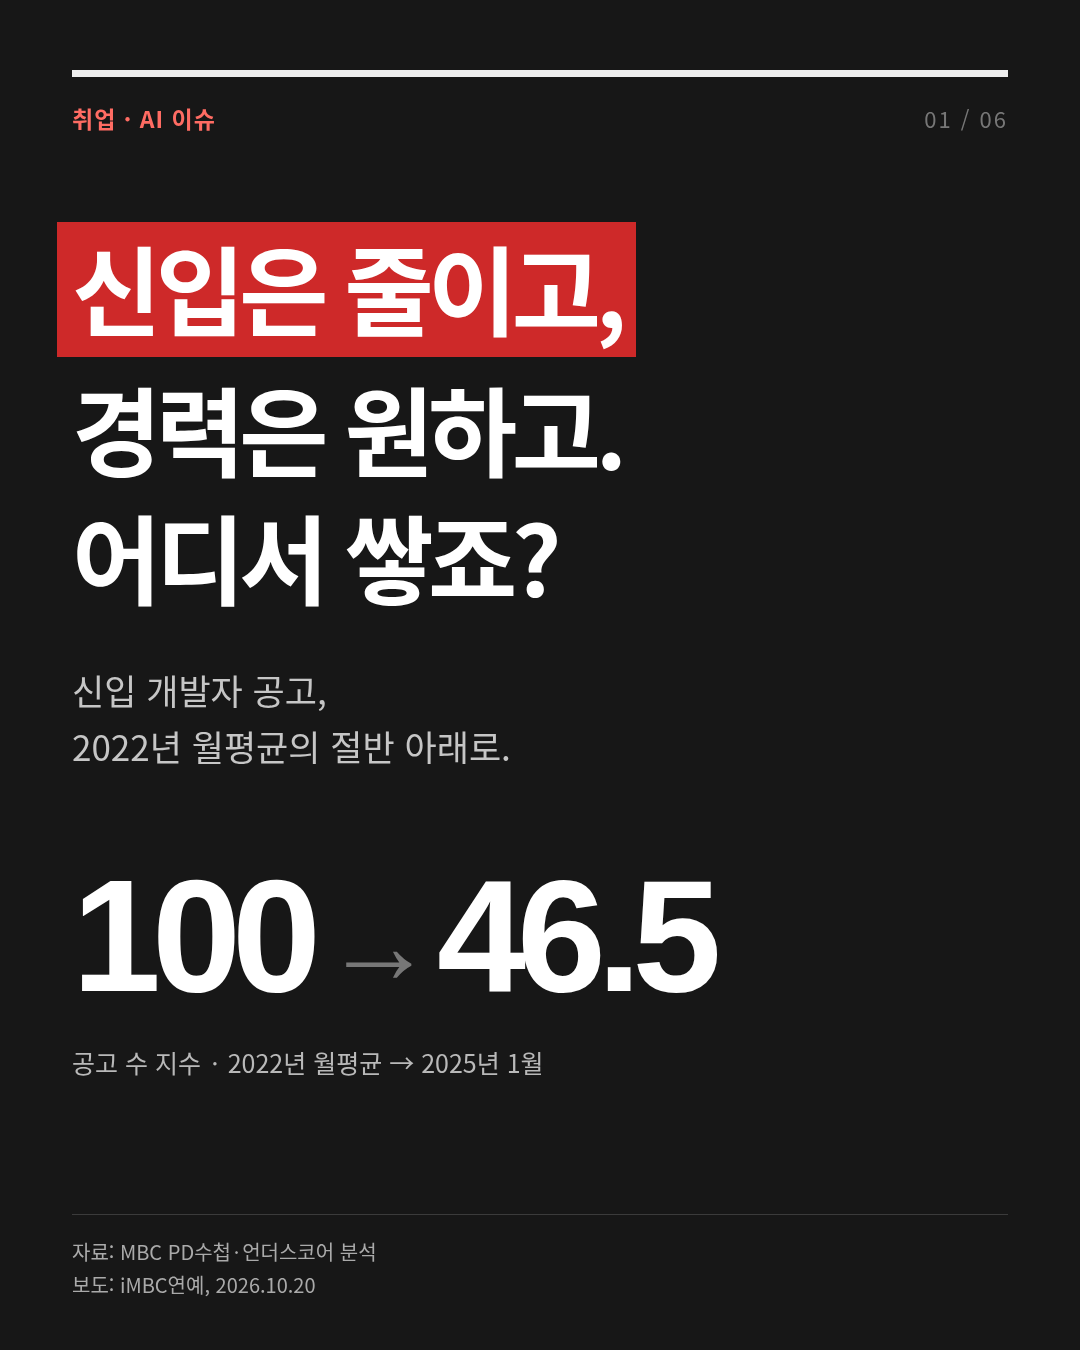 취업 · AI 이슈
01 / 06
신입은 줄이고,
경력은 원하고.
어디서 쌓죠?
신입 개발자 공고,
2022년 월평균의 절반 아래로.
100 → 46.5
공고 수 지수 · 2022년 월평균 → 2025년 1월
자료: MBC PD수첩·언더스코어 분석
보도: iMBC연예, 2026.10.20